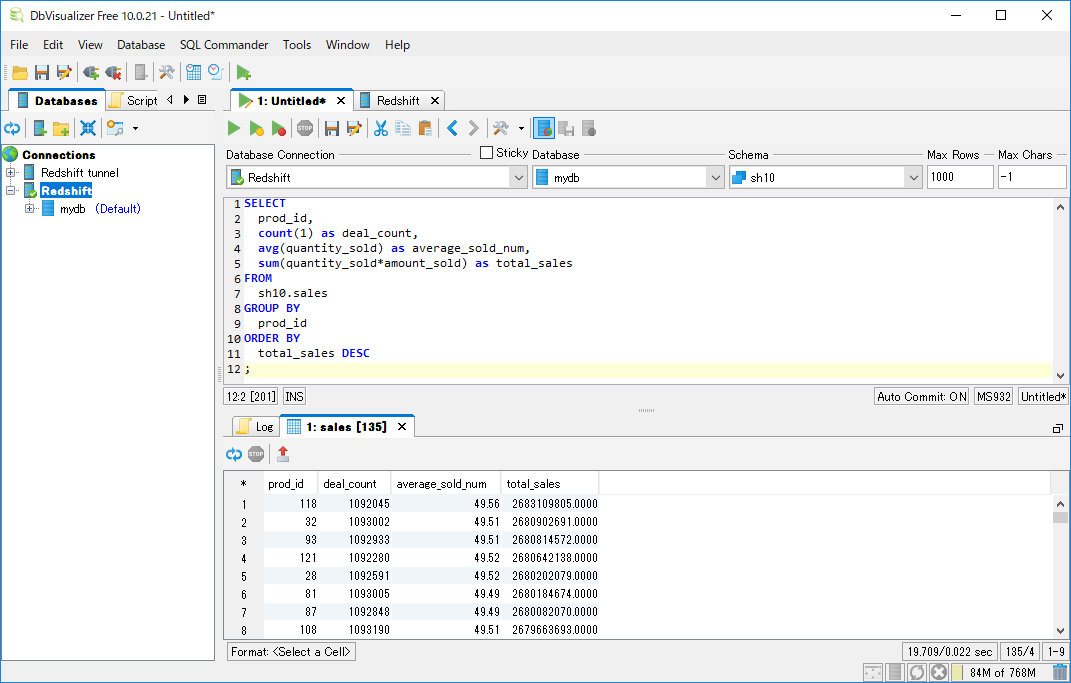 DbVisualizer Free 10.0.21 - Untitled*
File Edit View Database SQL Commander Tools Window Help
Databases Script 1: Untitled* Redshift
STOP
Connections
Redshift tunnel
Redshift
mydb (Default)
Database Connection Sticky Database Schema Max Rows Max Chars
Redshift mydb sh10 1000 -1
1 SELECT
2 prod_id,
3 count(1) as deal_count,
4 avg(quantity_sold) as average_sold_num,
5 sum(quantity_sold*amount_sold) as total_sales
6 FROM
7 sh10.sales
8 GROUP BY
9 prod_id
10 ORDER BY
11 total_sales DESC
12 ;
12:2 [201] INS Auto Commit: ON MS932 Untitled*
Log 1: sales [135]
STOP
* prod_id deal_count average_sold_num total_sales
1 118 1092045 49.56 2683109805.0000
2 32 1093002 49.51 2680902691.0000
3 93 1092933 49.51 2680814572.0000
4 121 1092280 49.52 2680642138.0000
5 28 1092591 49.52 2680202079.0000
6 81 1093005 49.49 2680184674.0000
7 87 1092848 49.49 2680082070.0000
8 108 1093190 49.51 2679663693.0000
Format: <Select a Cell> 19.709/0.022 sec 135/4 1-9
84M of 768M